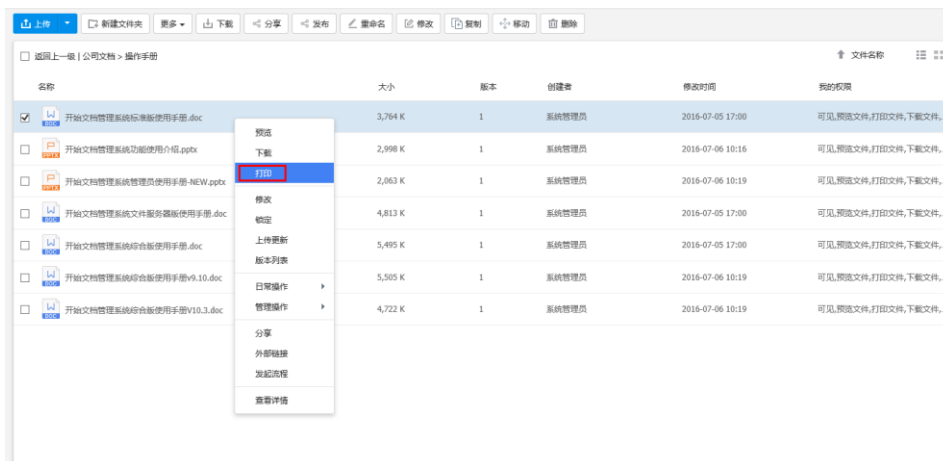 上传 新建文件夹 更多 下载 分享 发布 重命名 修改 复制 移动 删除
返回上一级 | 公司文档 > 操作手册 文件名称
名称 大小 版本 创建者 修改时间 我的权限
DOC 开始文档管理系统标准版使用手册.doc 3,764 K 1 系统管理员 2016-07-05 17:00 可见,预览文件,打印文件,下载文件,
PPTX 开始文档管理系统功能使用介绍.pptx 2,998 K 1 系统管理员 2016-07-06 10:16 可见,预览文件,打印文件,下载文件,
PPTX 开始文档管理系统管理员使用手册-NEW.pptx 2,063 K 1 系统管理员 2016-07-06 10:19 可见,预览文件,打印文件,下载文件,
DOC 开始文档管理系统文件服务器版使用手册.doc 4,813 K 1 系统管理员 2016-07-05 17:00 可见,预览文件,打印文件,下载文件,
DOC 开始文档管理系统综合版使用手册.doc 5,495 K 1 系统管理员 2016-07-05 17:00 可见,预览文件,打印文件,下载文件,
DOC 开始文档管理系统综合版使用手册v9.10.doc 5,505 K 1 系统管理员 2016-07-06 10:19 可见,预览文件,打印文件,下载文件,
DOC 开始文档管理系统综合版使用手册V10.3.doc 4,722 K 1 系统管理员 2016-07-06 10:19 可见,预览文件,打印文件,下载文件,
预览
下载
打印
修改
锁定
上传更新
版本列表
日常操作
管理操作
分享
外部链接
发起流程
查看详情